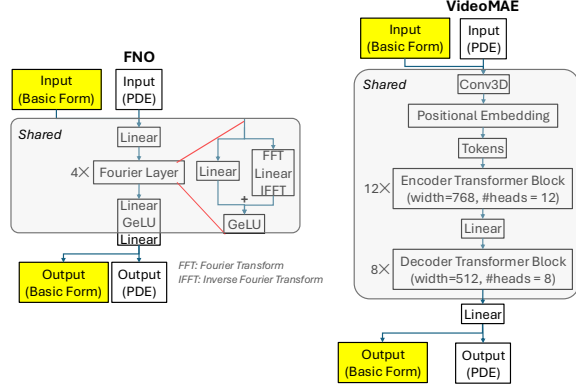 FNO
Input
(Basic Form)
Input
(PDE)
Shared
Linear
4×
Fourier Layer
Linear
FFT
Linear
IFFT
+
GeLU
Linear
GeLU
Linear
Output
(Basic Form)
Output
(PDE)
FFT: Fourier Transform
IFFT: Inverse Fourier Transform
VideoMAE
Input
(Basic Form)
Input
(PDE)
Shared
Conv3D
Positional Embedding
Tokens
12×
Encoder Transformer Block
(width=768, #heads = 12)
Linear
8×
Decoder Transformer Block
(width=512, #heads = 8)
Linear
Output
(Basic Form)
Output
(PDE)